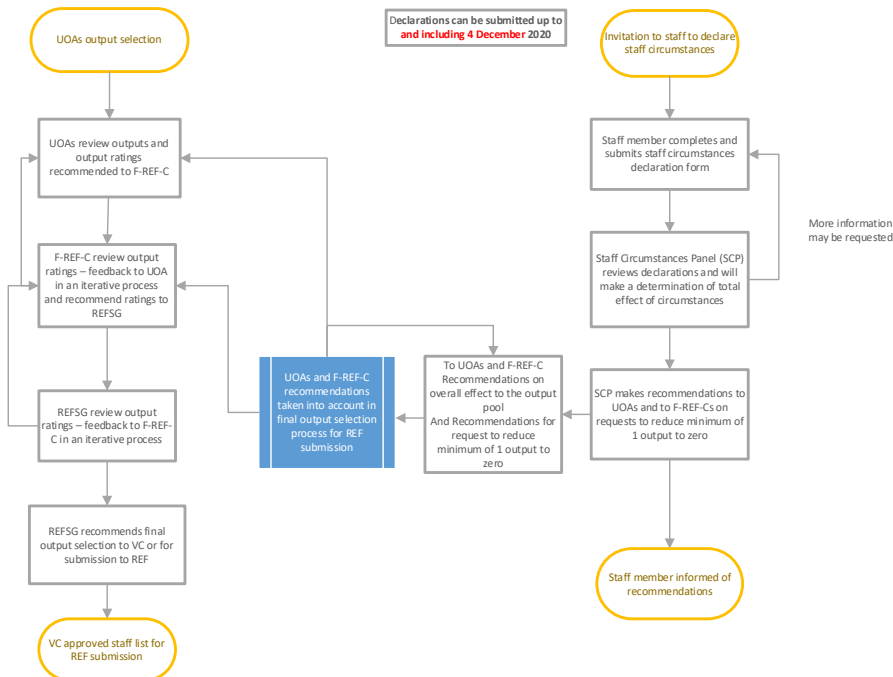 UOAs output selection
UOAs review outputs and
output ratings
recommended to F-REF-C
F-REF-C review output
ratings – feedback to UOA
in an iterative process
and recommend ratings to
REFSG
REFSG review output
ratings – feedback to F-REF-
C in an iterative process
REFSG recommends final
output selection to VC or for
submission to REF
VC approved staff list for
REF submission
Declarations can be submitted up to
and including 4 December 2020
UOAs and F-REF-C
recommendations
taken into account in
final output selection
process for REF
submission
To UOAs and F-REF-C
Recommendations on
overall effect to the output
pool
And Recommendations for
request to reduce
minimum of 1 output to
zero
Invitation to staff to declare
staff circumstances
Staff member completes and
submits staff circumstances
declaration form
More information
may be requested
Staff Circumstances Panel (SCP)
reviews declarations and will
make a determination of total
effect of circumstances
SCP makes recommendations to
UOAs and to F-REF-Cs on
requests to reduce minimum of
1 output to zero
Staff member informed of
recommendations